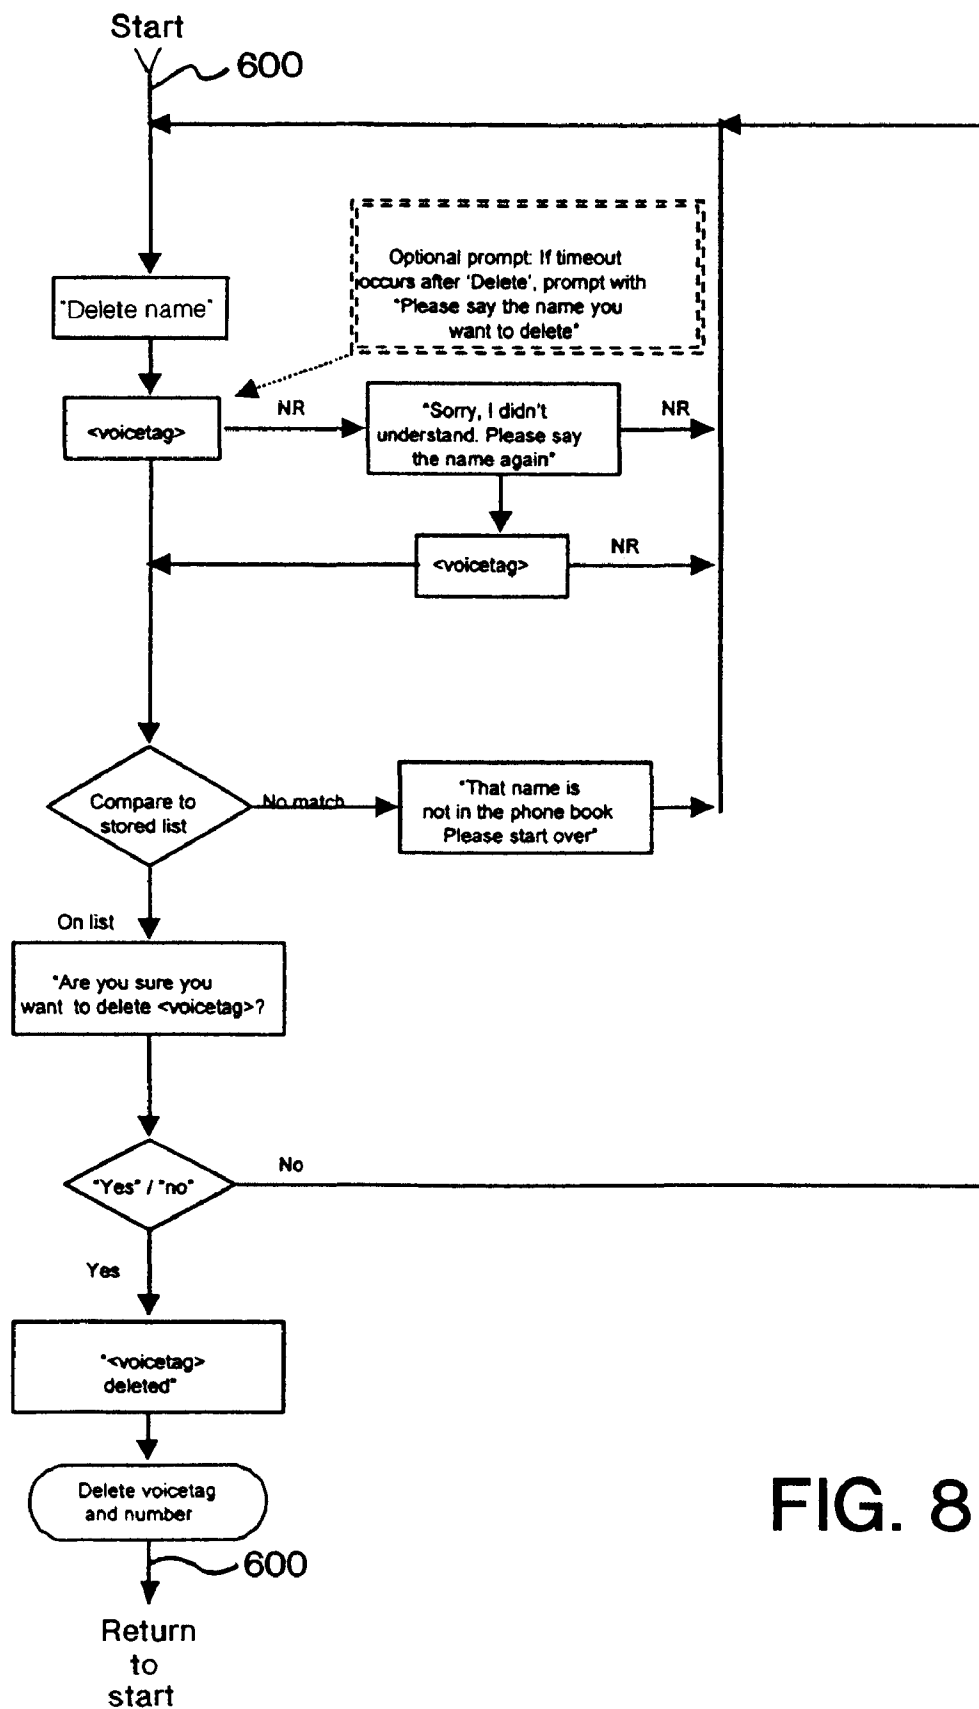 Start
600
Optional prompt: If timeout
occurs after 'Delete', prompt with
"Please say the name you
want to delete"
"Delete name"
<voicetag>
NR
"Sorry, I didn't
understand. Please say
the name again"
NR
<voicetag>
NR
Compare to
stored list
No match
"That name is
not in the phone book
Please start over"
On list
"Are you sure you
want to delete <voicetag>?
"Yes" / "no"
No
Yes
"<voicetag>
deleted"
Delete voicetag
and number
600
Return
to
start
FIG. 8